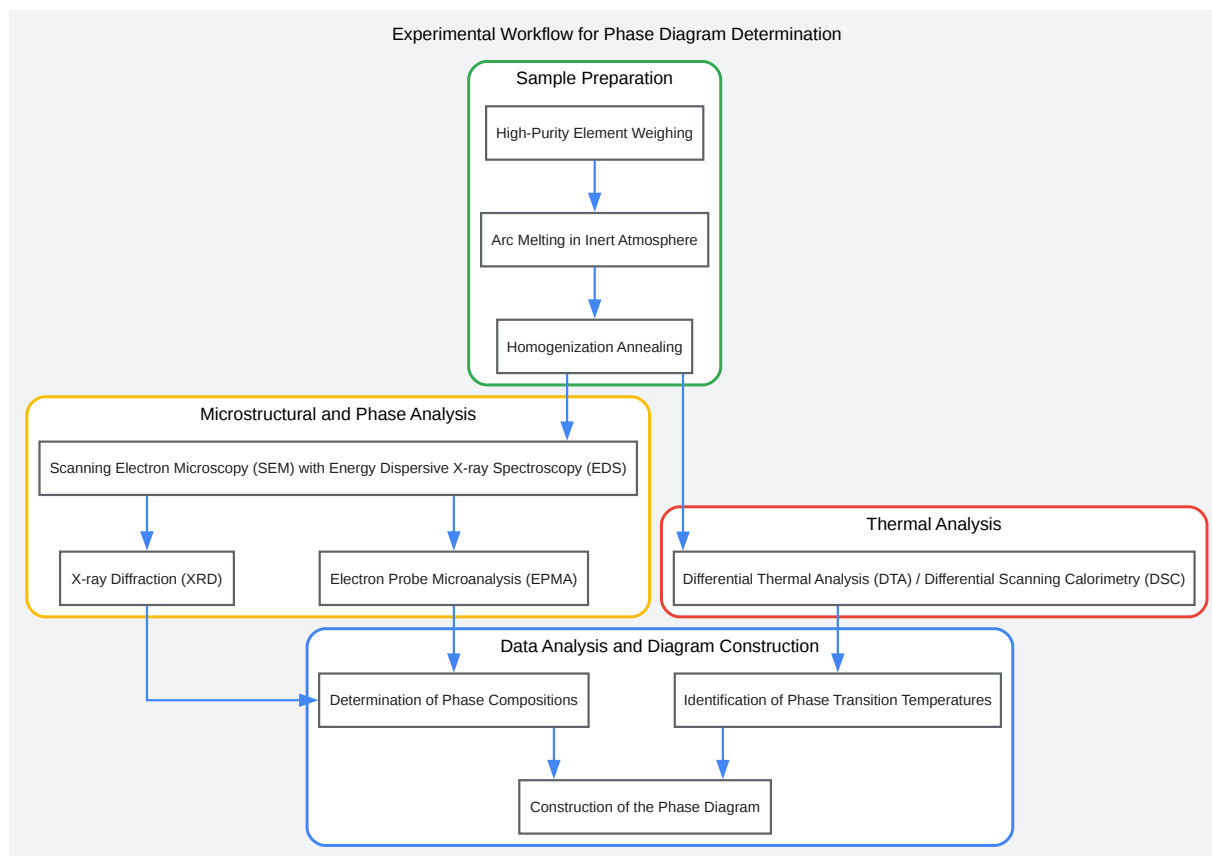 Experimental Workflow for Phase Diagram Determination
Sample Preparation
High-Purity Element Weighing
Arc Melting in Inert Atmosphere
Homogenization Annealing
Microstructural and Phase Analysis
Scanning Electron Microscopy (SEM) with Energy Dispersive X-ray Spectroscopy (EDS)
X-ray Diffraction (XRD)
Electron Probe Microanalysis (EPMA)
Thermal Analysis
Differential Thermal Analysis (DTA) / Differential Scanning Calorimetry (DSC)
Data Analysis and Diagram Construction
Determination of Phase Compositions
Identification of Phase Transition Temperatures
Construction of the Phase Diagram